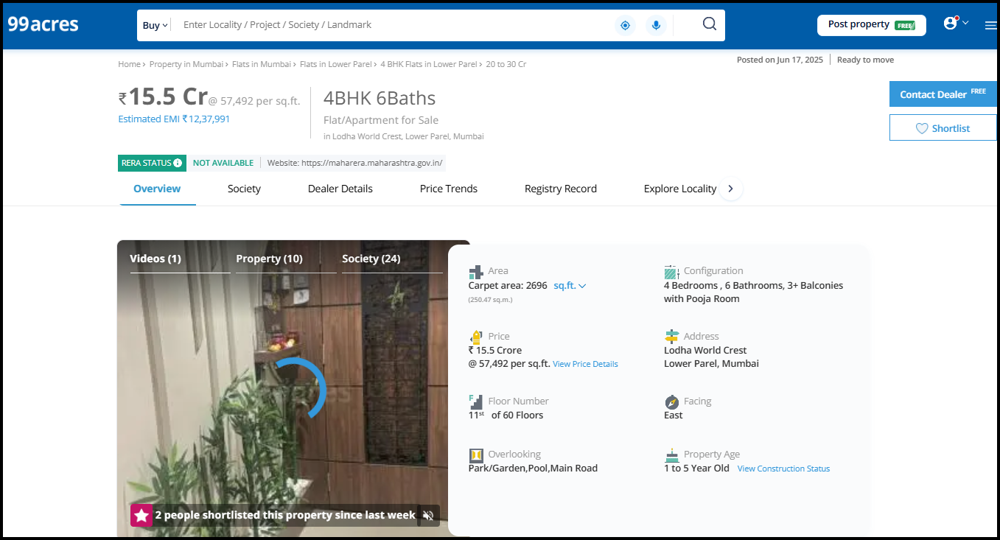 99acres
Buy
Enter Locality / Project / Society / Landmark
Post property FREE
Home › Property in Mumbai › Flats in Mumbai › Flats in Lower Parel › 4 BHK Flats in Lower Parel › 20 to 30 Cr
Posted on Jun 17, 2025 | Ready to move
₹15.5 Cr @ 57,492 per sq.ft.
Estimated EMI ₹12,37,991
4BHK 6Baths
Flat/Apartment for Sale
in Lodha World Crest, Lower Parel, Mumbai
Contact Dealer FREE
Shortlist
RERA STATUS NOT AVAILABLE | Website: https://maharera.maharashtra.gov.in/
Overview Society Dealer Details Price Trends Registry Record Explore Locality
Videos (1) Property (10) Society (24)
2 people shortlisted this property since last week
Area
Carpet area: 2696 sq.ft.
(250.47 sq.m.)
Configuration
4 Bedrooms , 6 Bathrooms, 3+ Balconies
with Pooja Room
Price
₹ 15.5 Crore
@ 57,492 per sq.ft. View Price Details
Address
Lodha World Crest
Lower Parel, Mumbai
Floor Number
11st of 60 Floors
Facing
East
Overlooking
Park/Garden,Pool,Main Road
Property Age
1 to 5 Year Old View Construction Status